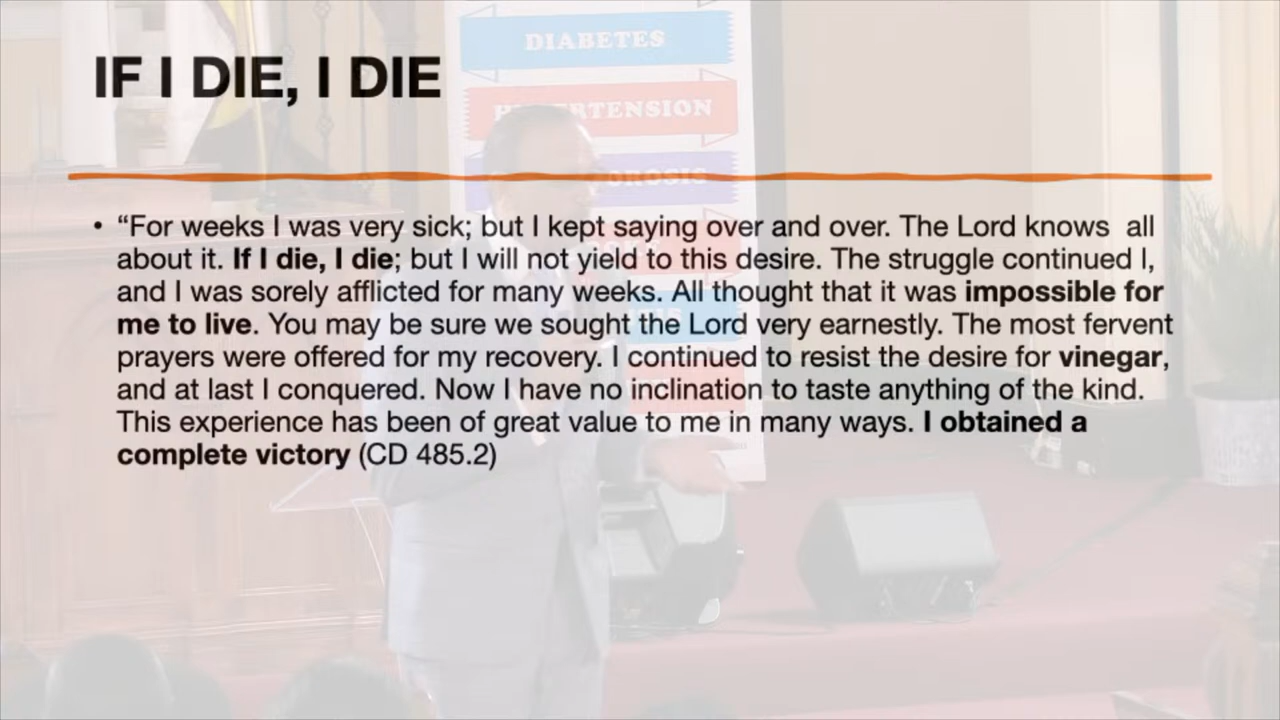 DIABETES
IF I DIE, I DIE
• “For weeks I was very sick; but I kept saying over and over. The Lord knows  all
about it. If I die, I die; but I will not yield to this desire. The struggle continued I,
and I was sorely afflicted for many weeks. All thought that it was impossible for
me to live. You may be sure we sought the Lord very earnestly. The most fervent
prayers were offered for my recovery. I continued to resist the desire for vinegar,
and at last I conquered. Now I have no inclination to taste anything of the kind.
This experience has been of great value to me in many ways. I obtained a
complete victory (CD 485.2)